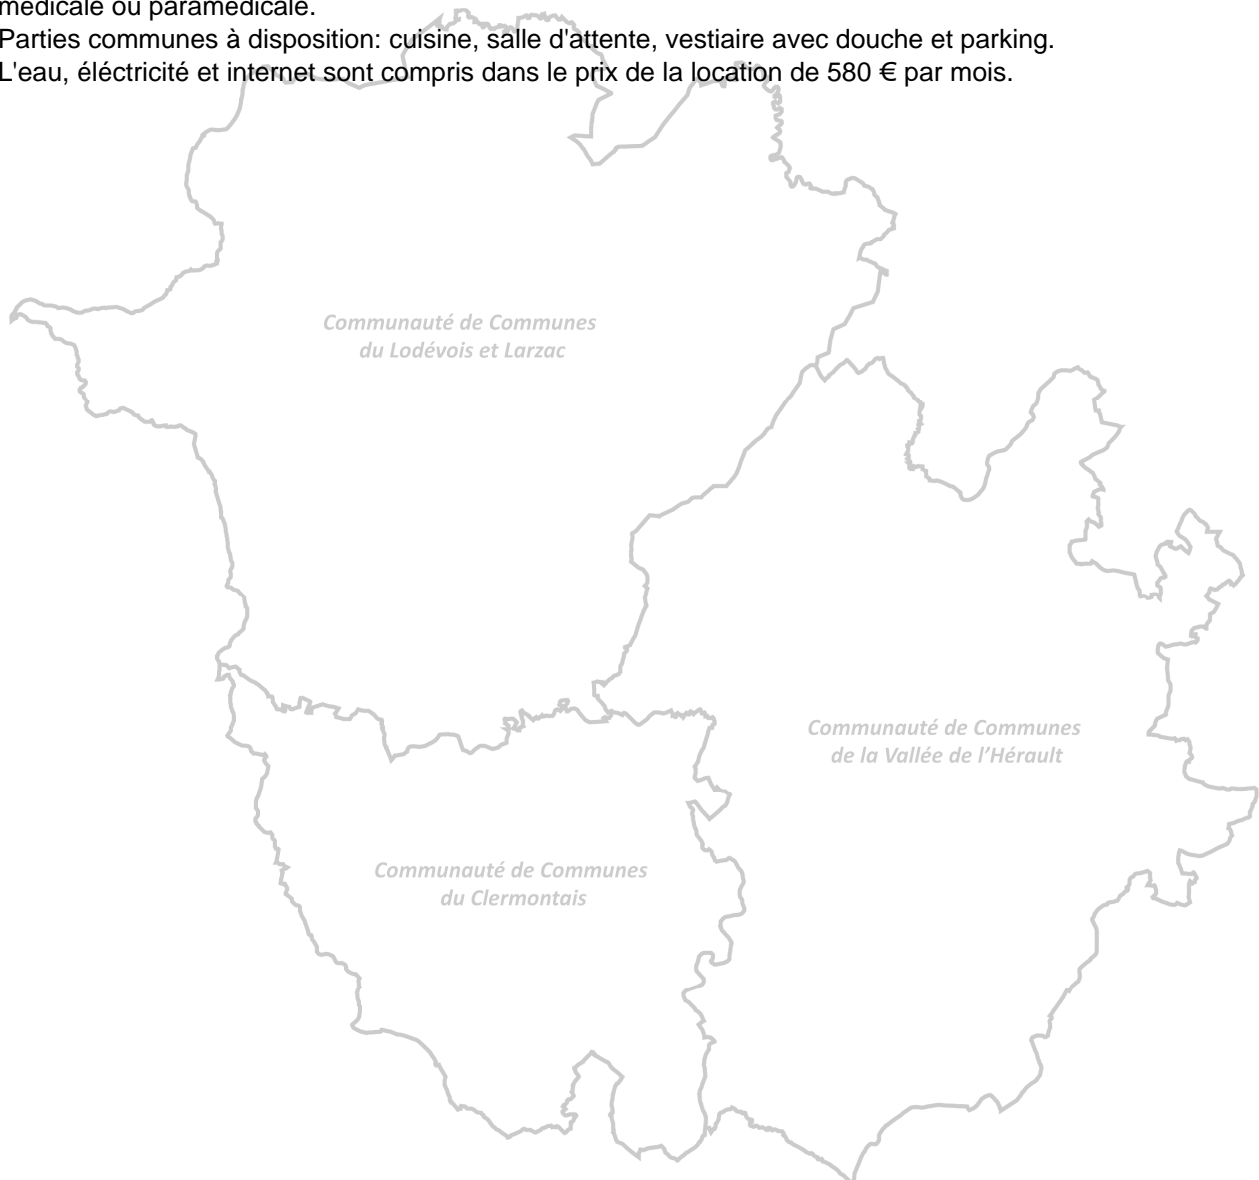 médicale ou paramédicale.
Parties communes à disposition: cuisine, salle d'attente, vestiaire avec douche et parking.
L'eau, éléctricité et internet sont compris dans le prix de la location de 580 € par mois.
Communauté de Communes
du Lodévois et Larzac
Communauté de Communes
de la Vallée de l'Hérault
Communauté de Communes
du Clermontais